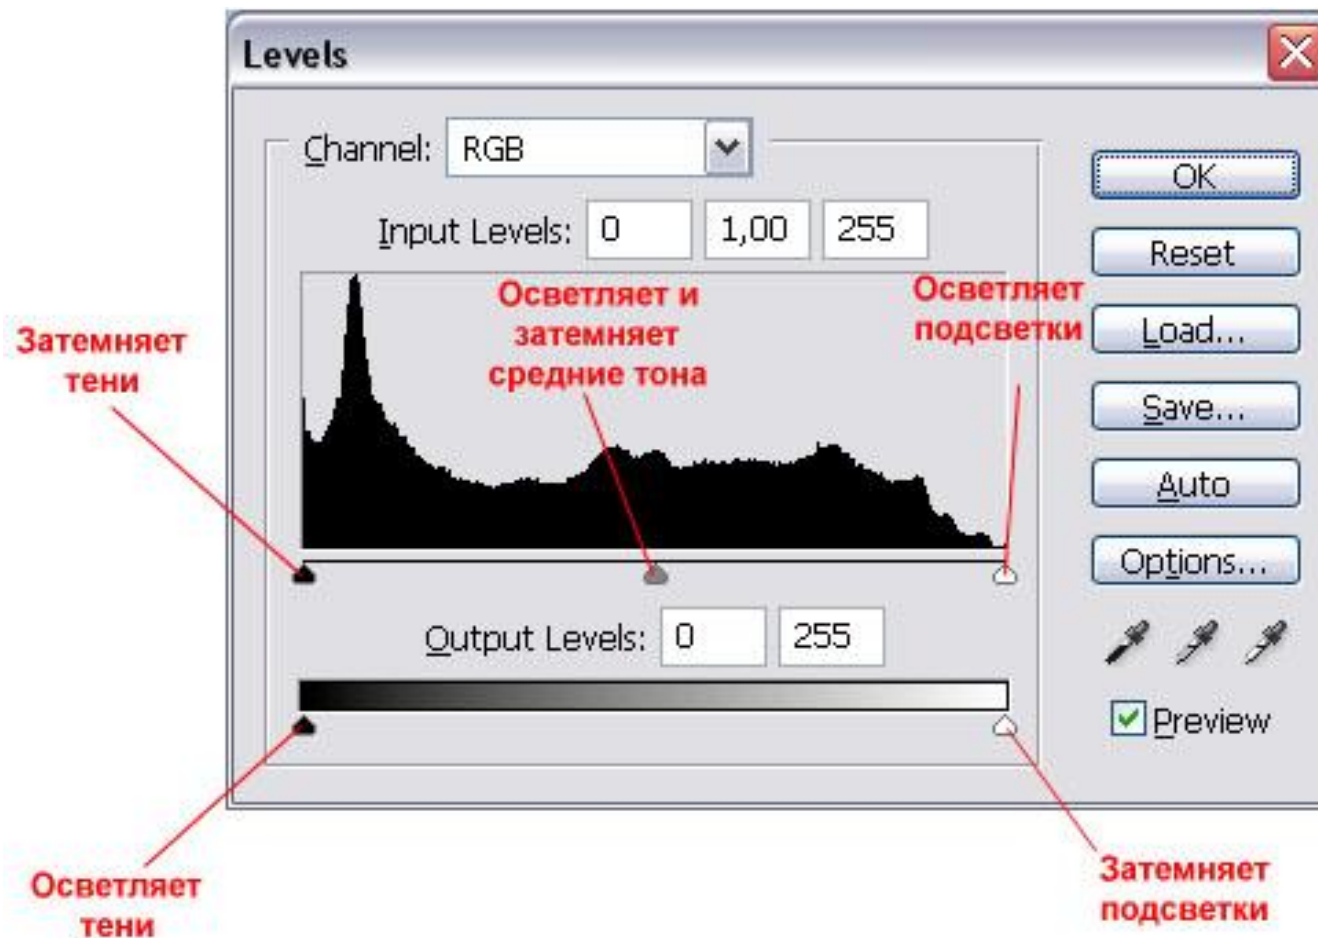 Levels
Channel: RGB
OK
Input Levels: 0 1,00 255
Reset
Осветляет и
затемняет
средние тона
Осветляет
подсветки
Затемняет
тени
Load...
Save...
Auto
Options...
Output Levels: 0 255
Preview
Осветляет
тени
Затемняет
подсветки